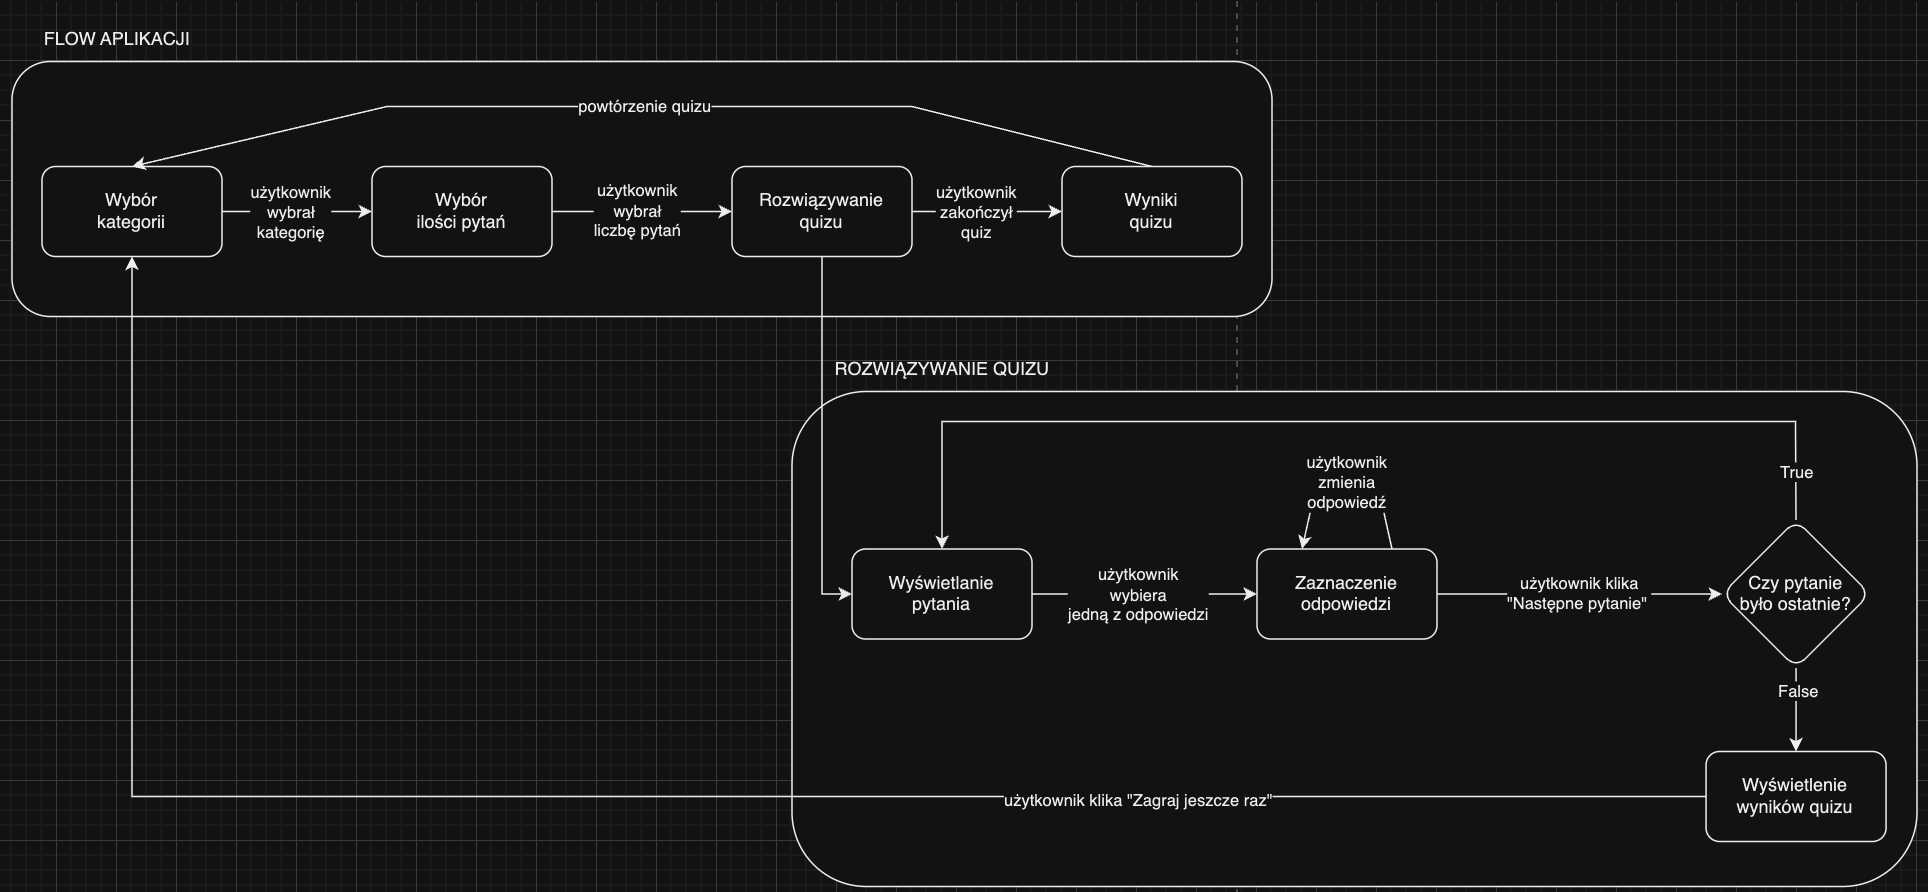 FLOW APLIKACJI
powtórzenie quizu
Wybór
kategorii
użytkownik
wybrał
kategorię
Wybór
ilości pytań
użytkownik
wybrał
liczbę pytań
Rozwiązywanie
quizu
użytkownik
zakończył
quiz
Wyniki
quizu
ROZWIĄZYWANIE QUIZU
użytkownik
zmienia
odpowiedź
True
Wyświetlanie
pytania
użytkownik
wybiera
jedną z odpowiedzi
Zaznaczenie
odpowiedzi
użytkownik klika
"Następne pytanie"
Czy pytanie
było ostatnie?
False
Wyświetlenie
wyników quizu
użytkownik klika "Zagraj jeszcze raz"